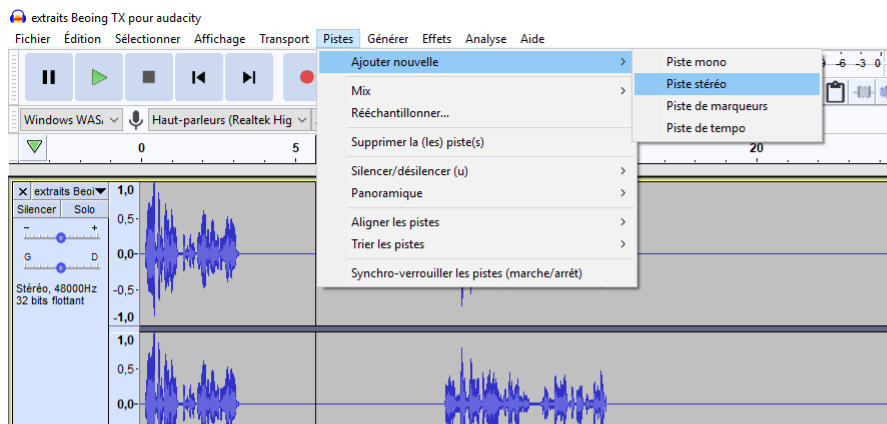 extraits Beoing TX pour audacity
Fichier Édition Sélectionner Affichage Transport Pistes Générer Effets Analyse Aide
Ajouter nouvelle
Piste mono
Piste stéréo
Piste de marqueurs
Piste de tempo
Mix
Rééchantillonner...
Supprimer la (les) piste(s)
Silencer/désilencer (u)
Panoramique
Aligner les pistes
Trier les pistes
Synchro-verrouiller les pistes (marche/arrêt)
-6 -3 0
Windows WAS, Haut-parleurs (Realtek Hig
0 5 20
extraits Beoi
Silencer Solo
- +
G D
Stéréo, 48000Hz
32 bits flottant
1,0
0,5
0,0
-0,5
-1,0
1,0
0,5
0,0